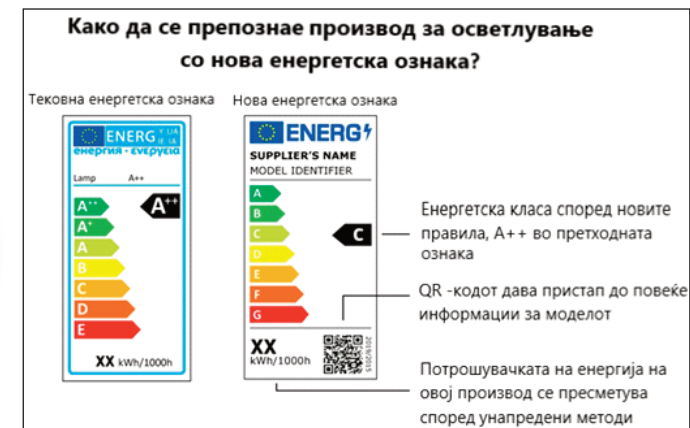 Како да се препознае производ за осветлување
со нова енергетска ознака?
Тековна енергетска ознака
ENERG Y IJA
IE IA
енергия · ενεργεια
Lamp A++
A++
A++
A+
A
B
C
D
E
XX kWh/1000h
Нова енергетска ознака
ENERG
SUPPLIER'S NAME
MODEL IDENTIFIER
A
B
C
C
D
E
F
G
XX
kWh/1000h
2019/2015
Енергетска класа според новите
правила, А++ во претходната
ознака
QR -кодот дава пристап до повеќе
информации за моделот
Потрошувачката на енергија на
овој производ се пресметува
според унапредени методи